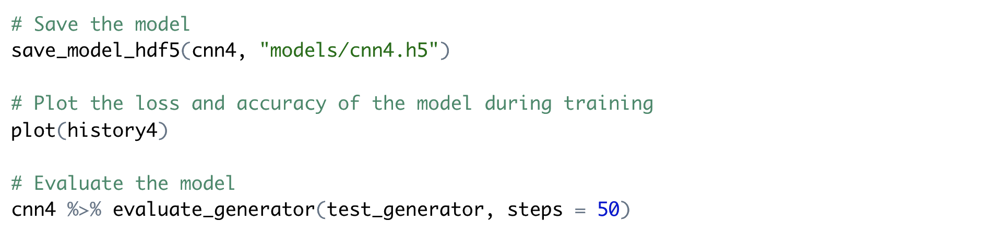 # Save the model
save_model_hdf5(cnn4, "models/cnn4.h5")
# Plot the loss and accuracy of the model during training
plot(history4)
# Evaluate the model
cnn4 %>% evaluate_generator(test_generator, steps = 50)